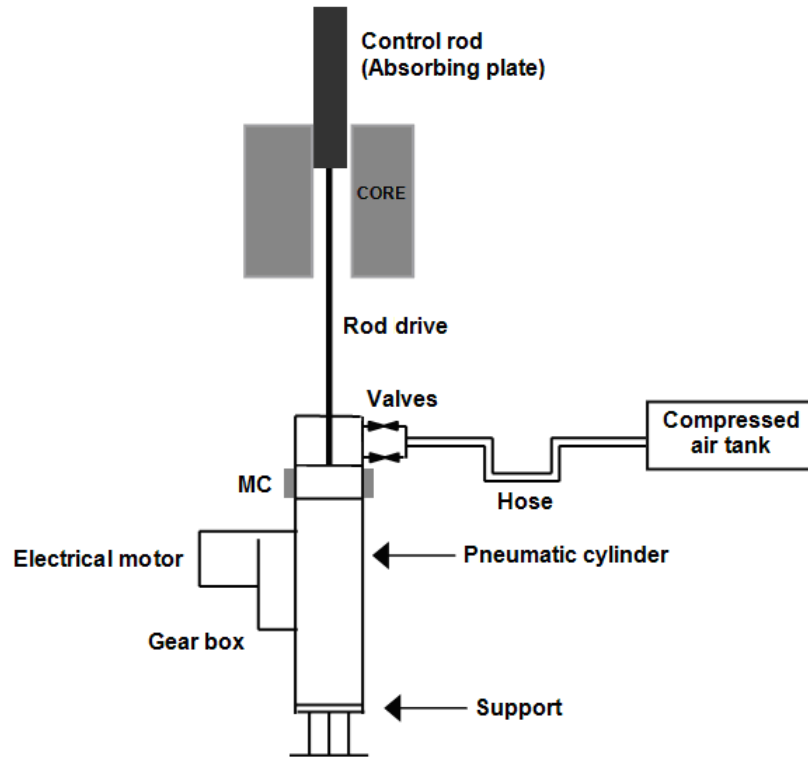 Control rod
(Absorbing plate)
CORE
Rod drive
Valves
Compressed
air tank
MC
Hose
Electrical motor
Pneumatic cylinder
Gear box
Support